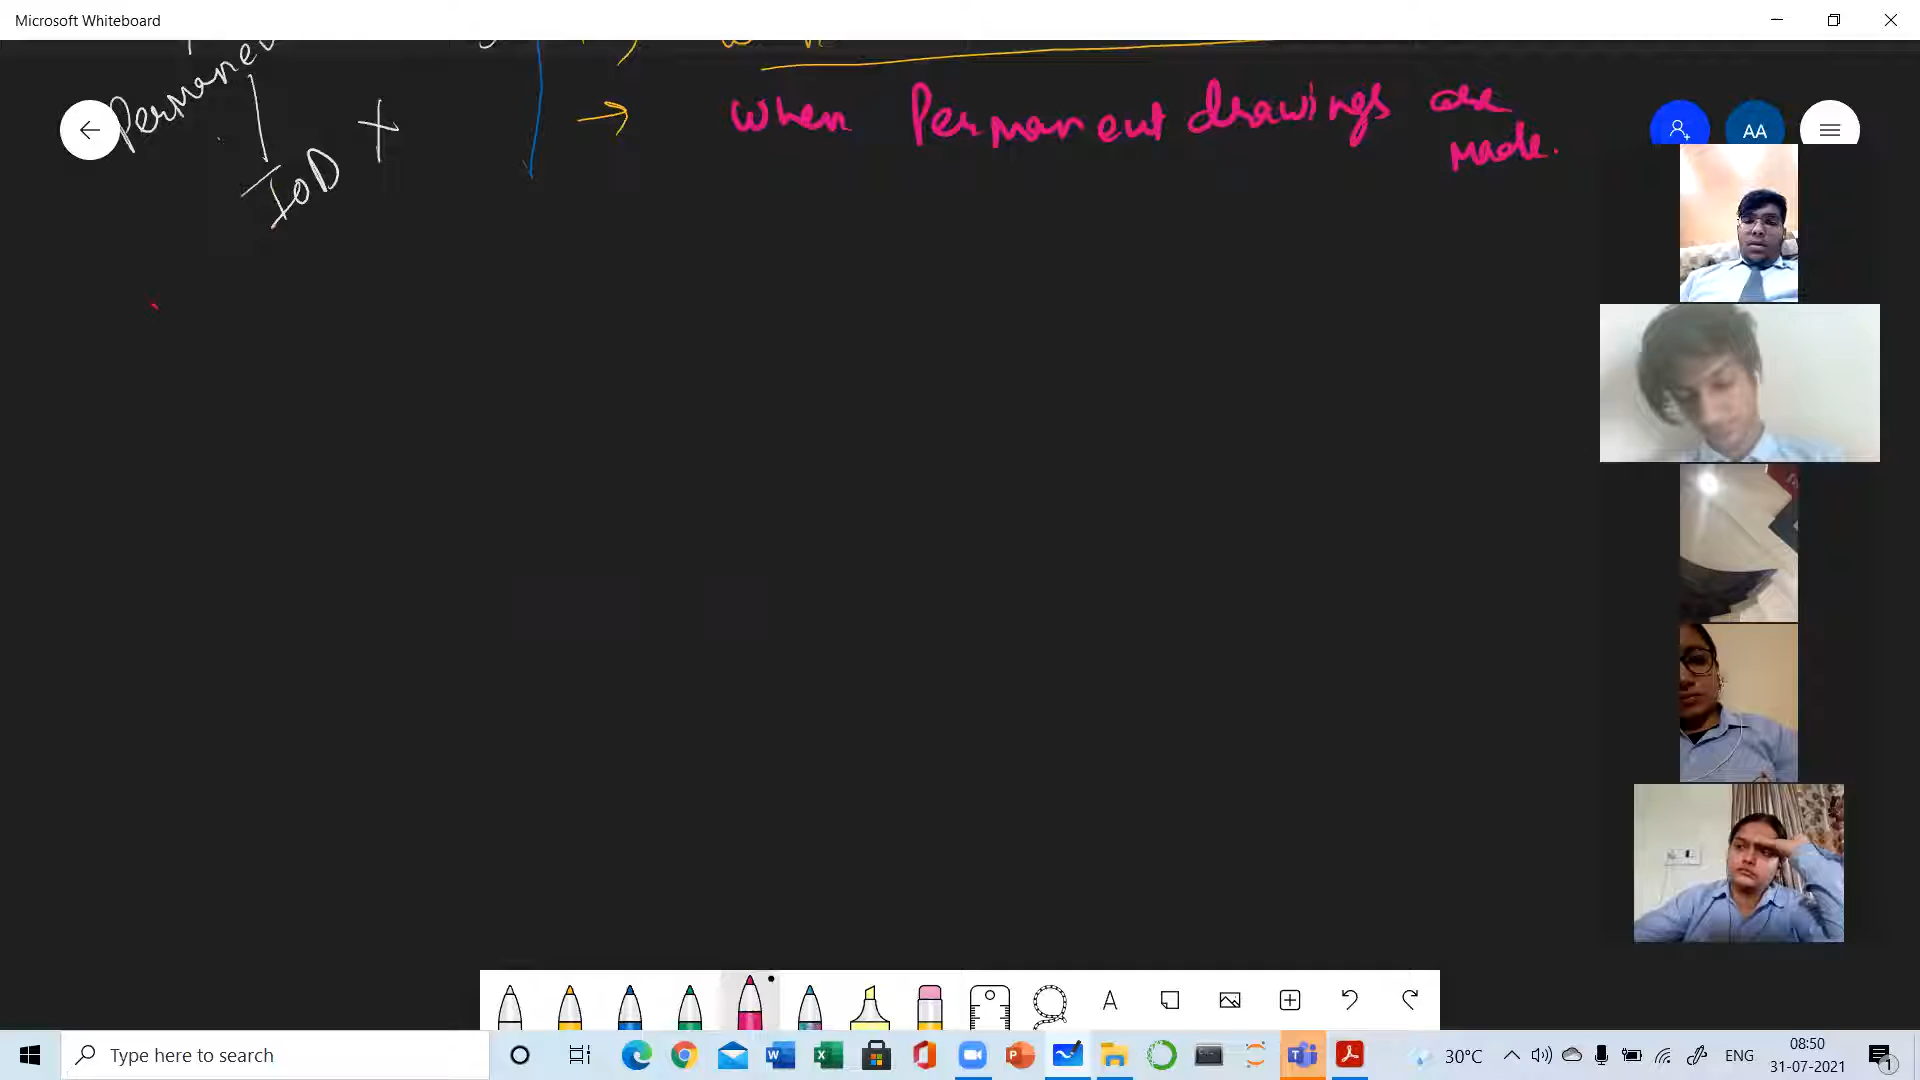 Microsoft Whiteboard
when Permanent drawings are
made.
IOD X
AA
Type here to search
30°C
ENG
08:50
31-07-2021
1